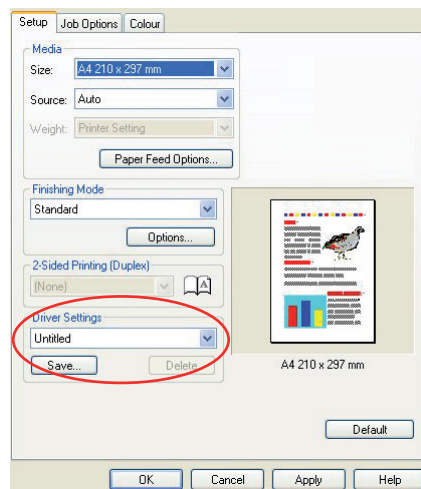 Setup Job Options Colour
Media
Size: A4 210 x 297 mm
Source: Auto
Weight: Printer Setting
Paper Feed Options...
Finishing Mode
Standard
Options...
2-Sided Printing (Duplex)
(None)
A
Driver Settings
Untitled
Save... Delete
A4 210 x 297 mm
Default
OK Cancel Apply Help